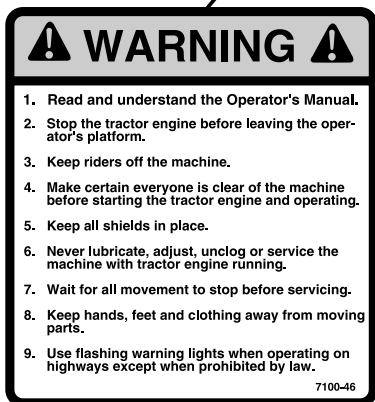 WARNING
1. Read and understand the Operator's Manual.
2. Stop the tractor engine before leaving the oper-
ator's platform.
3. Keep riders off the machine.
4. Make certain everyone is clear of the machine
before starting the tractor engine and operating.
5. Keep all shields in place.
6. Never lubricate, adjust, unclog or service the
machine with tractor engine running.
7. Wait for all movement to stop before servicing.
8. Keep hands, feet and clothing away from moving
parts.
9. Use flashing warning lights when operating on
highways except when prohibited by law.
7100-46